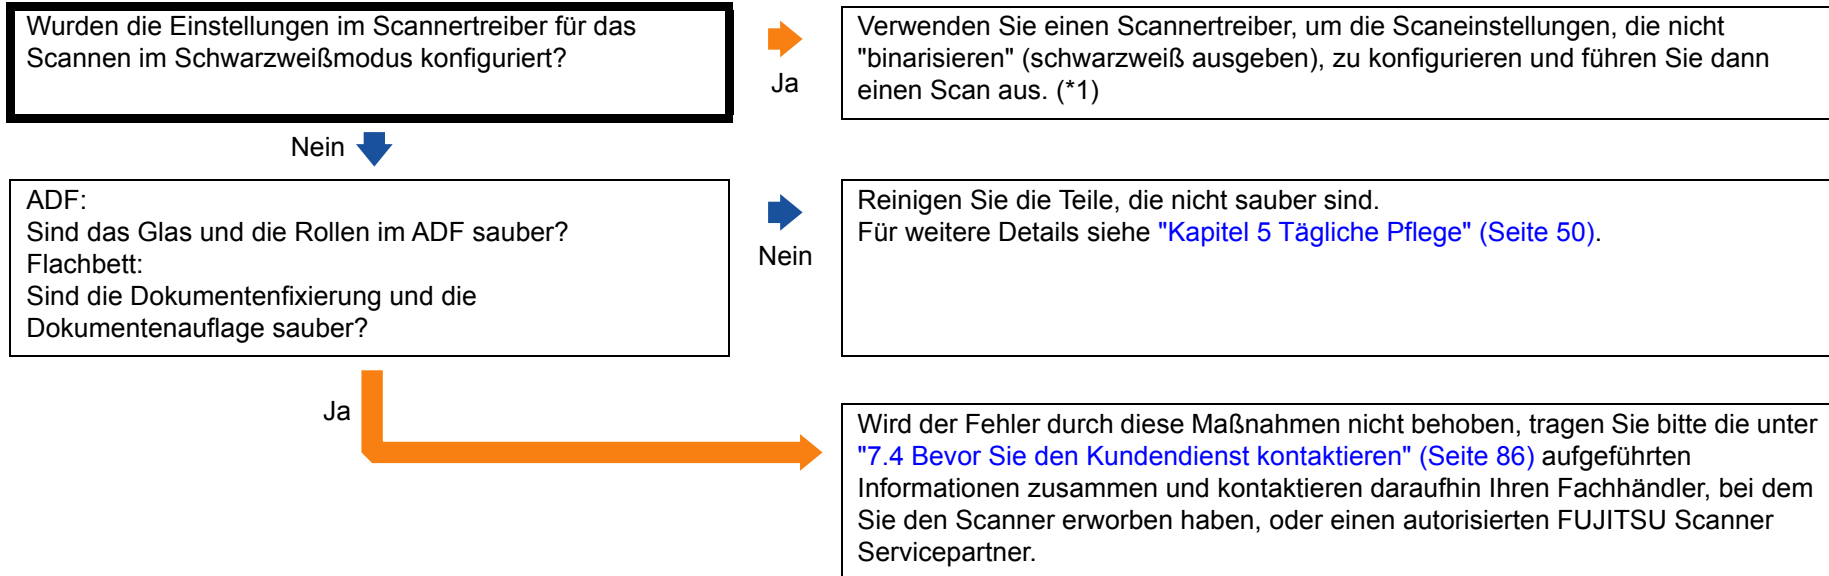 Wurden die Einstellungen im Scannertreiber für das
Scannen im Schwarzweißmodus konfiguriert?
Ja
Verwenden Sie einen Scannertreiber, um die Scaneinstellungen, die nicht
"binarisieren" (schwarzweiß ausgeben), zu konfigurieren und führen Sie dann
einen Scan aus. (*1)
Nein
ADF:
Sind das Glas und die Rollen im ADF sauber?
Flachbett:
Sind die Dokumentenfixierung und die
Dokumentenauflage sauber?
Nein
Reinigen Sie die Teile, die nicht sauber sind.
Für weitere Details siehe "Kapitel 5 Tägliche Pflege" (Seite 50).
Ja
Wird der Fehler durch diese Maßnahmen nicht behoben, tragen Sie bitte die unter
"7.4 Bevor Sie den Kundendienst kontaktieren" (Seite 86) aufgeführten
Informationen zusammen und kontaktieren daraufhin Ihren Fachhändler, bei dem
Sie den Scanner erworben haben, oder einen autorisierten FUJITSU Scanner
Servicepartner.